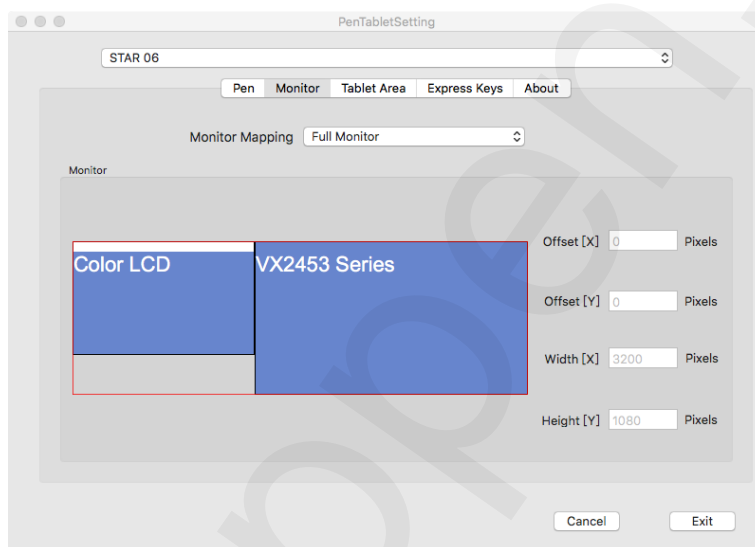 PenTabletSetting
STAR 06
Pen Monitor Tablet Area Express Keys About
Monitor Mapping Full Monitor
Monitor
Color LCD VX2453 Series
Offset [X] 0 Pixels
Offset [Y] 0 Pixels
Width [X] 3200 Pixels
Height [Y] 1080 Pixels
Cancel Exit